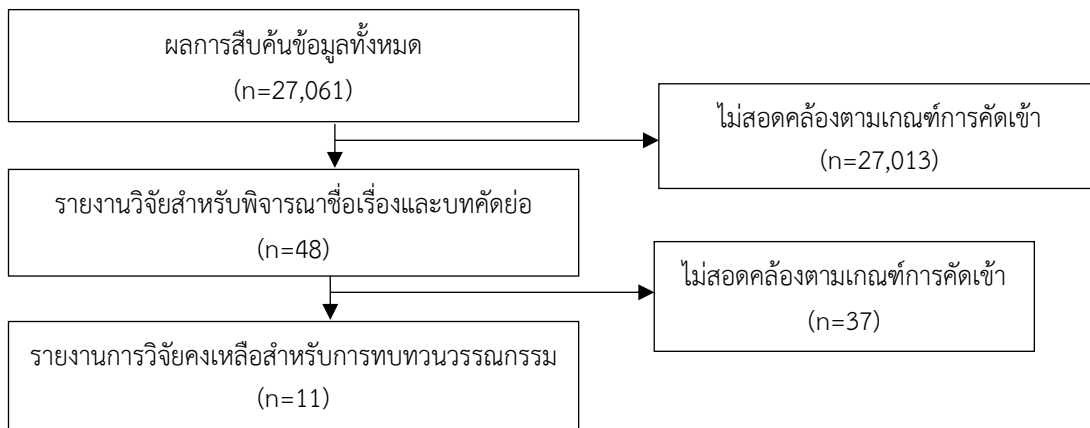 ผลการสืบค้นข้อมูลทั้งหมด
(n=27,061)
ไม่สอดคล้องตามเกณฑ์การคัดเข้า
(n=27,013)
รายงานวิจัยสำหรับพิจารณาชื่อเรื่องและบทคัดย่อ
(n=48)
ไม่สอดคล้องตามเกณฑ์การคัดเข้า
(n=37)
รายงานการวิจัยคงเหลือสำหรับการทบทวนวรรณกรรม
(n=11)